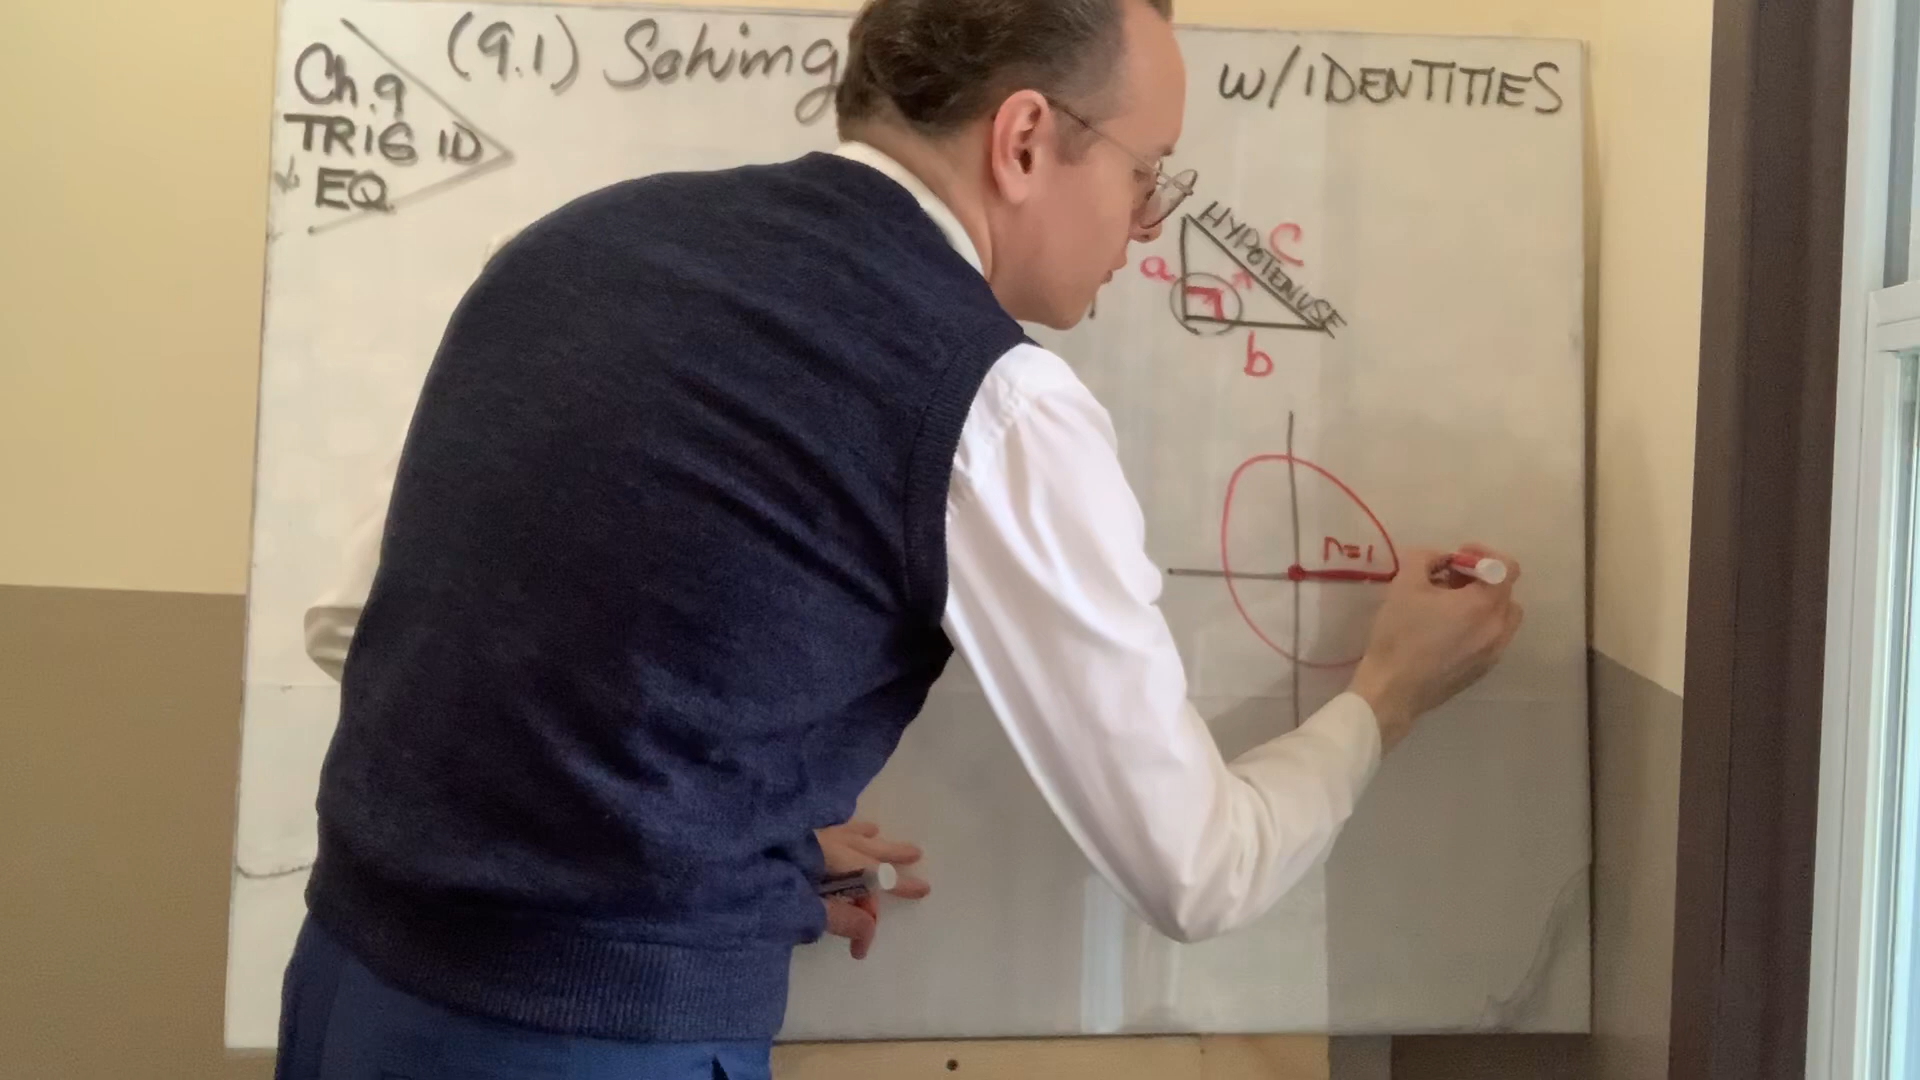 Ch.9
TRIG ID
EQ.
(9.1) Solving
W/IDENTITIES
HYPOTENUSE
c
a
b
r=1